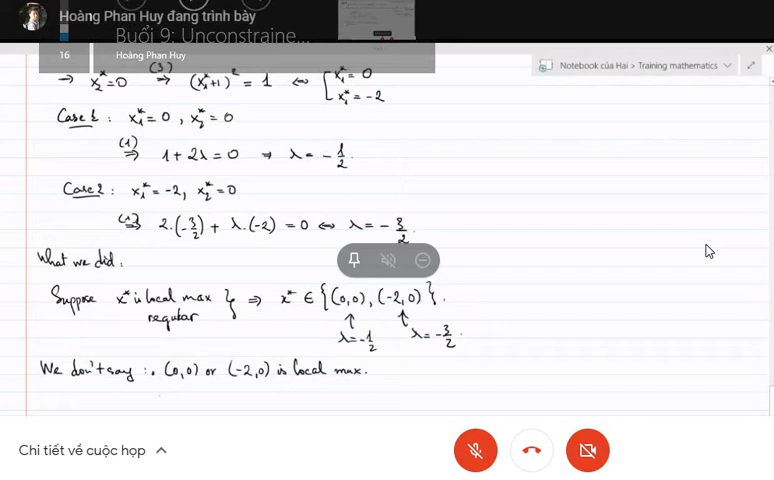 Hoàng Phan Huy đang trình bày
Buổi 9: Unconstraine...
16 Hoàng Phan Huy
Notebook của Hai > Training mathematics
→ x₂*=0 (3)⇒ (x₁*+1)² = 1 ⇔ [x₁*=0
x₁*=-2
Case 1: x₁*=0, x₂*=0
(1)⇒ 1+2λ=0 ⇒ λ=-1/2.
Case 2: x₁*=-2, x₂*=0
(1)⇒ 2.(-3/2)+λ.(-2)=0 ⇔ λ=-3/2.
What we did:
Suppose x* is local max
regular } ⇒ x* ∈ {(0,0), (-2,0)}.
↑ ↑
λ=-1/2 λ=-3/2.
We don't say: • (0,0) or (-2,0) is local max.
Chi tiết về cuộc họp